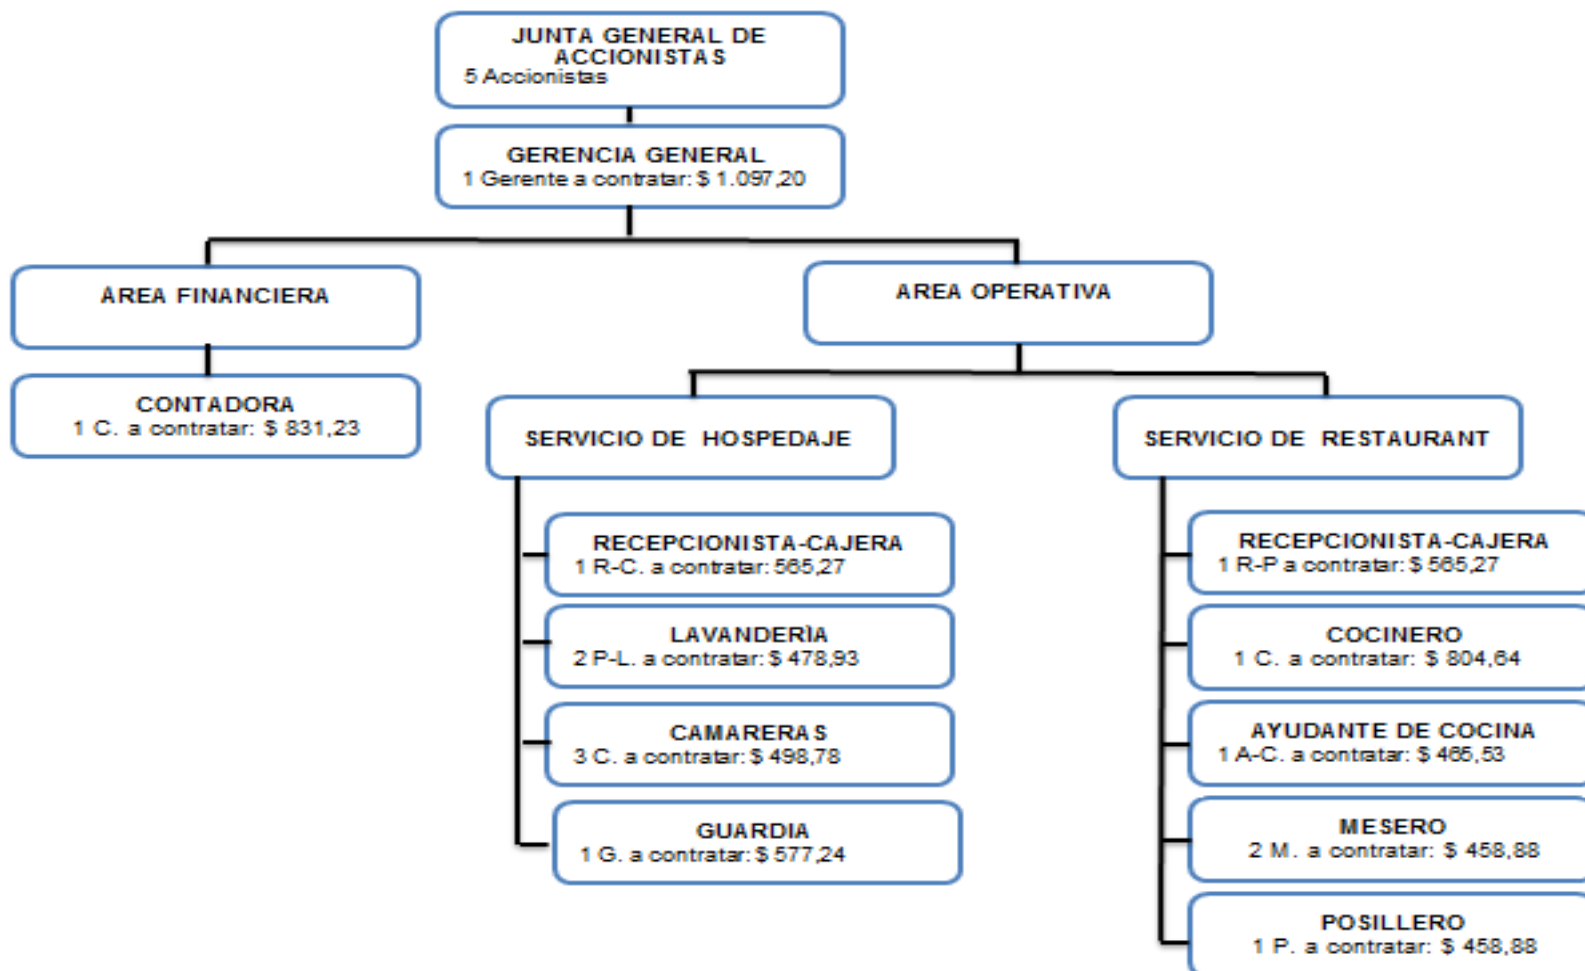 JUNTA GENERAL DE
ACCIONISTAS
5 Accionistas
GERENCIA GENERAL
1 Gerente a contratar: $ 1.097,20
ÁREA FINANCIERA
AREA OPERATIVA
CONTADORA
1 C. a contratar: $ 831,23
SERVICIO DE HOSPEDAJE
RECEPCIONISTA-CAJERA
1 R-C. a contratar: 565,27
LAVANDERÌA
2 P-L. a contratar: $ 478,93
CAMARERAS
3 C. a contratar: $ 498,78
GUARDIA
1 G. a contratar: $ 577,24
SERVICIO DE RESTAURANT
RECEPCIONISTA-CAJERA
1 R-P a contratar: $ 565,27
COCINERO
1 C. a contratar: $ 804,64
AYUDANTE DE COCINA
1 A-C. a contratar: $ 465,53
MESERO
2 M. a contratar: $ 458,88
POSILLERO
1 P. a contratar: $ 458,88